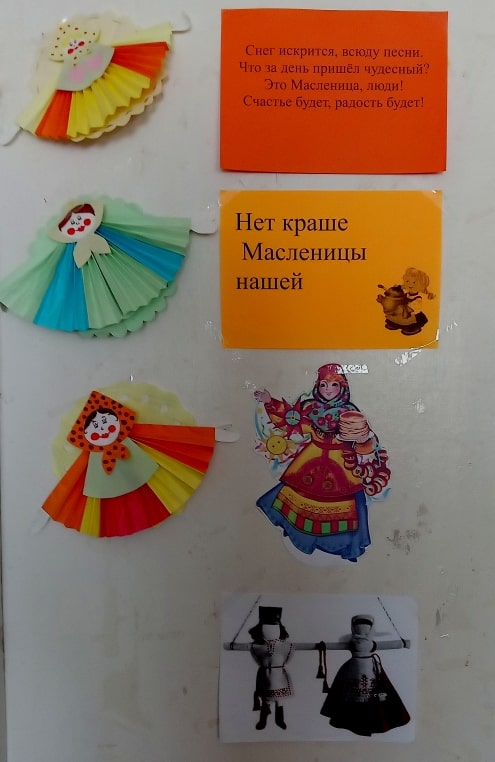 Снег искрится, всюду песни.
Что за день пришёл чудесный?
Это Масленица, люди!
Счастье будет, радость будет!
Нет краше
Масленицы
нашей